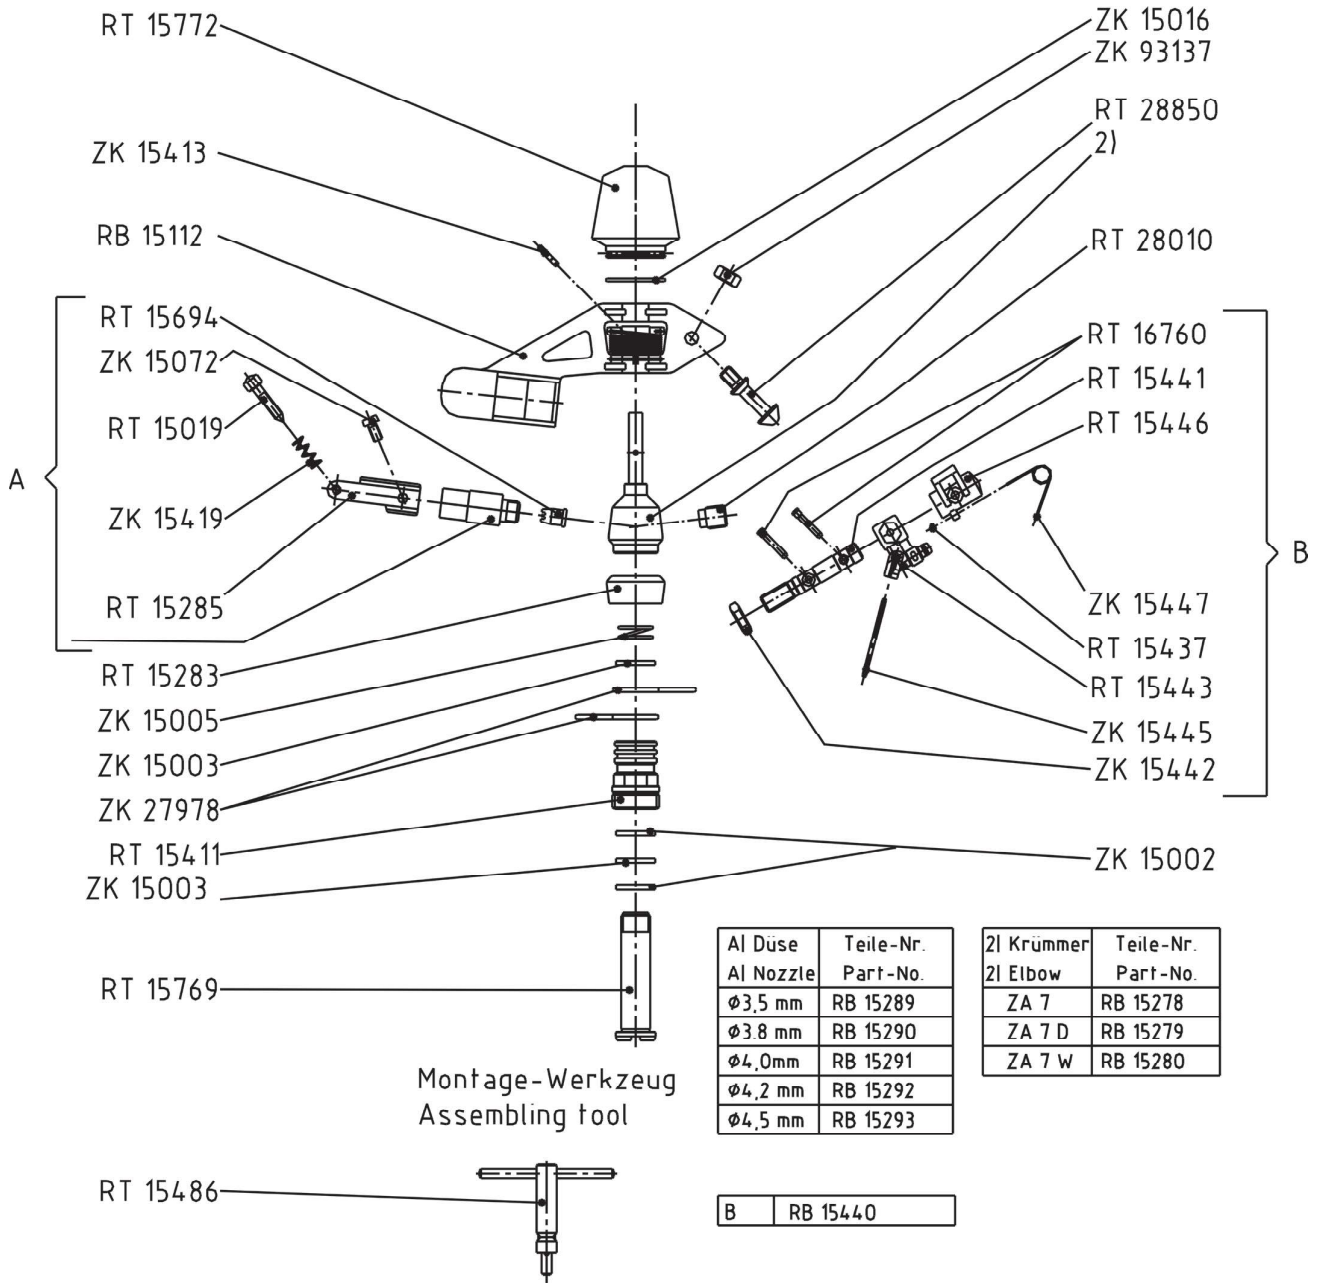 RT 15772
ZK 15413
RB 15112
RT 15694
ZK 15072
RT 15019
A
ZK 15419
RT 15285
RT 15283
ZK 15005
ZK 15003
ZK 27978
RT 15411
ZK 15003
RT 15769
ZK 15016
ZK 93137
RT 28850
2)
RT 28010
RT 16760
RT 15441
RT 15446
B
ZK 15447
RT 15437
RT 15443
ZK 15445
ZK 15442
ZK 15002
A) Düse Teile-Nr.
A) Nozzle Part-No.
φ3,5 mm RB 15289
φ3.8 mm RB 15290
φ4,0mm RB 15291
φ4,2 mm RB 15292
φ4,5 mm RB 15293
2) Krümmer Teile-Nr.
2) Elbow Part-No.
ZA 7 RB 15278
ZA 7 D RB 15279
ZA 7 W RB 15280
Montage-Werkzeug
Assembling tool
RT 15486
B RB 15440